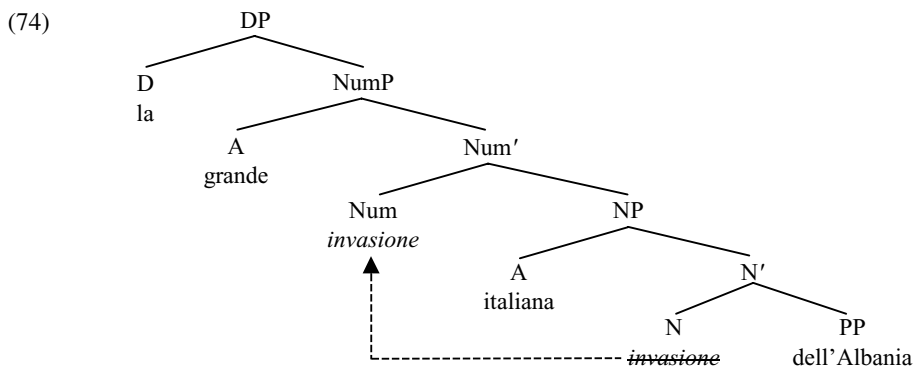 (74) DP
D NumP
la
A Num′
grande
Num NP
invasione
A N′
italiana
N PP
invasione dell'Albania